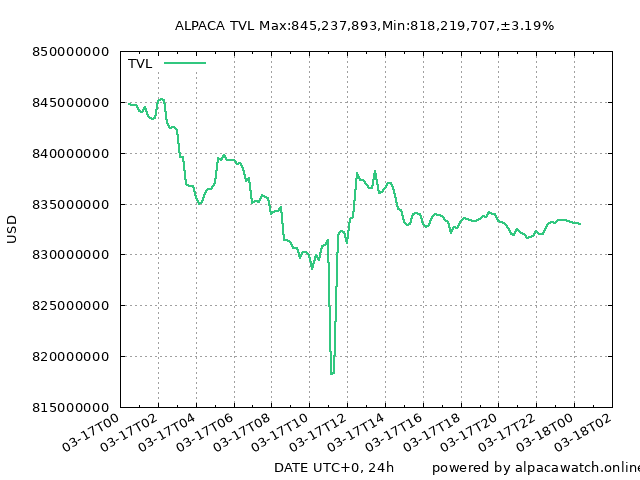 ALPACA TVL Max:845,237,893,Min:818,219,707,±3.19%
850000000
TVL
845000000
840000000
835000000
USD
830000000
825000000
820000000
815000000
03-17T00
03-17T02
03-17T04
03-17T06
03-17T08
03-17T10
03-17T12
03-17T14
03-17T16
03-17T18
03-17T20
03-17T22
03-18T00
03-18T02
DATE UTC+0, 24h
powered by alpacawatch.online